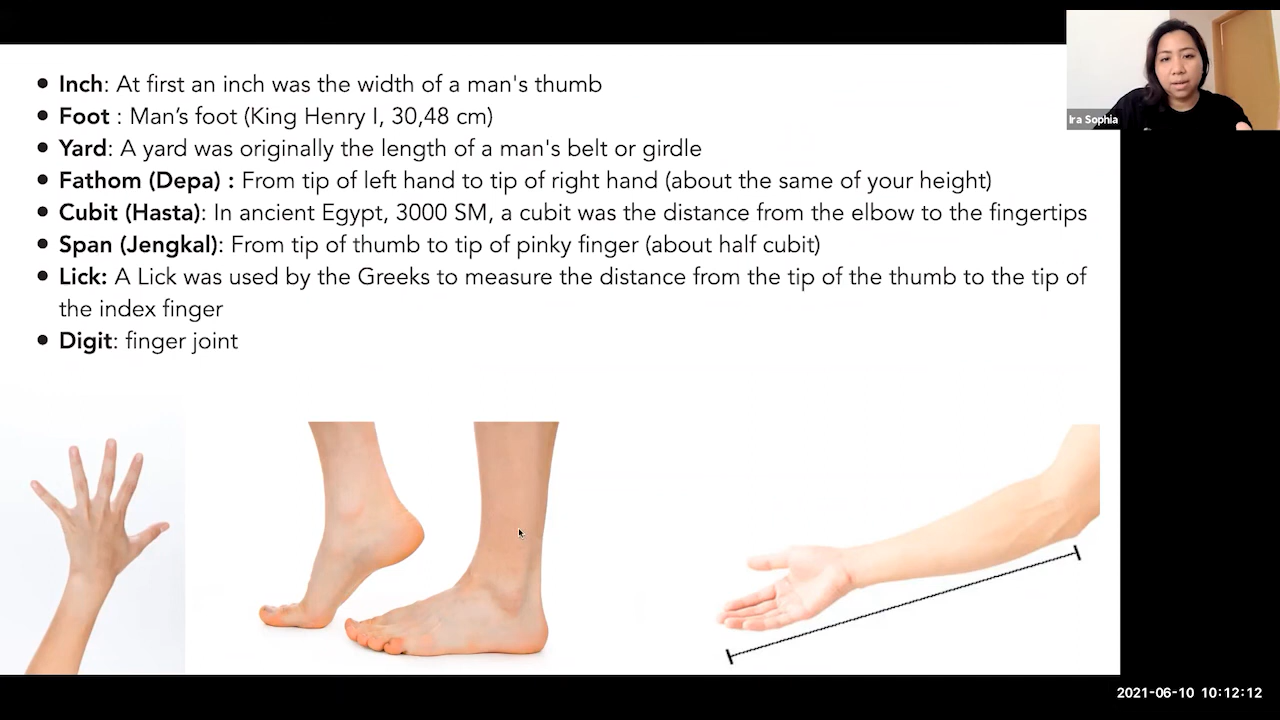 • Inch: At first an inch was the width of a man's thumb
• Foot : Man’s foot (King Henry I, 30,48 cm)
• Yard: A yard was originally the length of a man's belt or girdle
• Fathom (Depa) : From tip of left hand to tip of right hand (about the same of your height)
• Cubit (Hasta): In ancient Egypt, 3000 SM, a cubit was the distance from the elbow to the fingertips
• Span (Jengkal): From tip of thumb to tip of pinky finger (about half cubit)
• Lick: A Lick was used by the Greeks to measure the distance from the tip of the thumb to the tip of
the index finger
• Digit: finger joint
Ira Sophia
2021-06-10 10:12:12